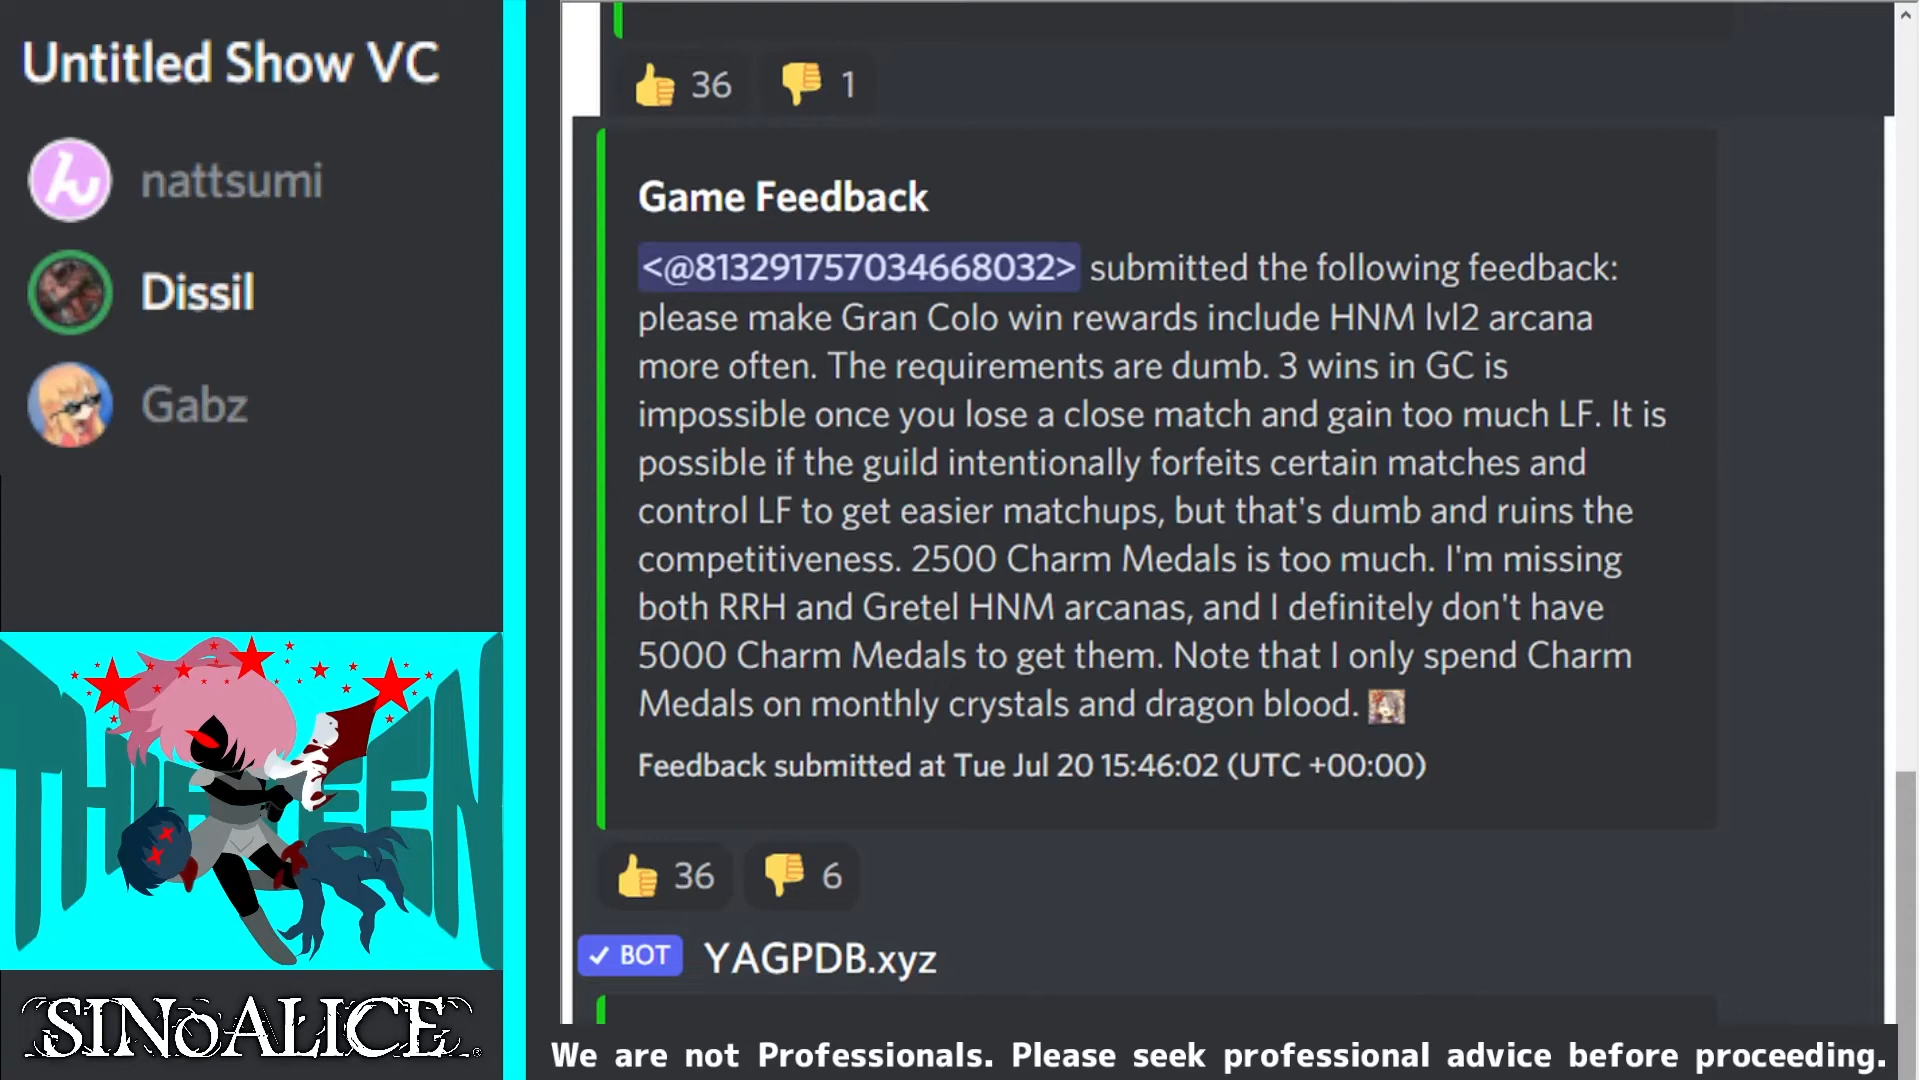 Untitled Show VC
nattsumi
Dissil
Gabz
THIRTEEN
SINoALICE
36 1
Game Feedback
<@813291757034668032> submitted the following feedback:
please make Gran Colo win rewards include HNM lvl2 arcana
more often. The requirements are dumb. 3 wins in GC is
impossible once you lose a close match and gain too much LF. It is
possible if the guild intentionally forfeits certain matches and
control LF to get easier matchups, but that's dumb and ruins the
competitiveness. 2500 Charm Medals is too much. I'm missing
both RRH and Gretel HNM arcanas, and I definitely don't have
5000 Charm Medals to get them. Note that I only spend Charm
Medals on monthly crystals and dragon blood.
Feedback submitted at Tue Jul 20 15:46:02 (UTC +00:00)
36 6
✓ BOT YAGPDB.xyz
We are not Professionals. Please seek professional advice before proceeding.